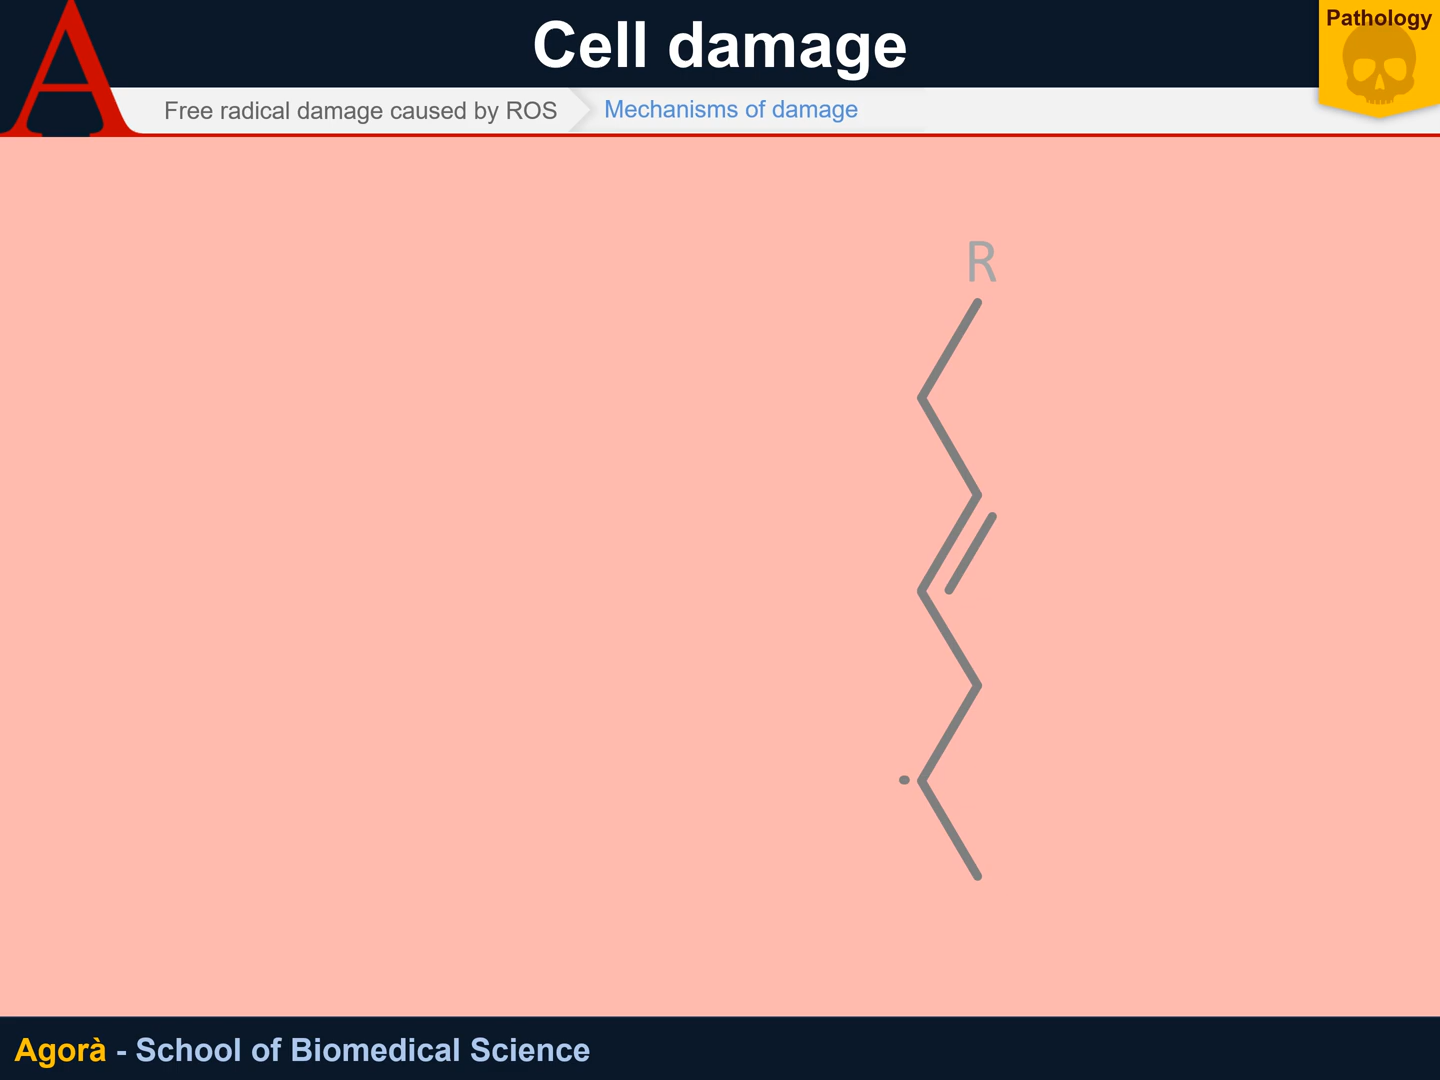 Cell damage
Pathology
A
Free radical damage caused by ROS
Mechanisms of damage
R
Agorà - School of Biomedical Science